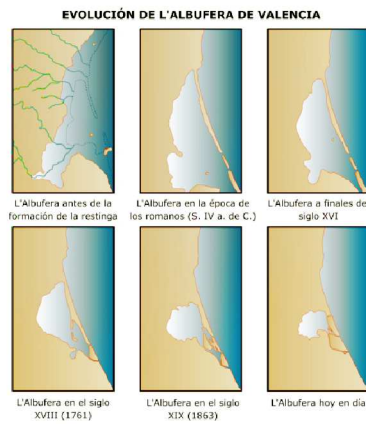 EVOLUCIÓN DE L'ALBUFERA DE VALENCIA
L'Albufera antes de la
formación de la restinga
L'Albufera en la época de
los romanos (S. IV a. de C.)
L'Albufera a finales de
siglo XVI
L'Albufera en el siglo
XVIII (1761)
L'Albufera en el siglo
XIX (1863)
L'Albufera hoy en día